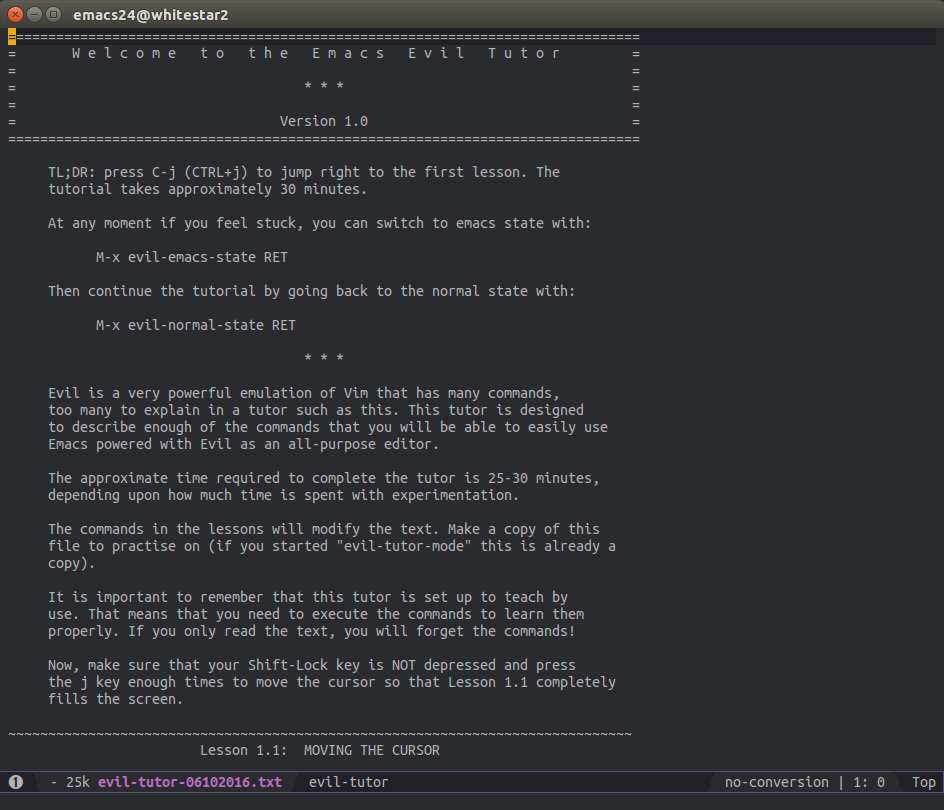 emacs24@whitestar2
===============================================================================
=       W e l c o m e   t o   t h e   E m a c s   E v i l   T u t o r         =
=                                                                             =
=                                    * * *                                    =
=                                                                             =
=                                 Version 1.0                                 =
===============================================================================
TL;DR: press C-j (CTRL+j) to jump right to the first lesson. The
tutorial takes approximately 30 minutes.
At any moment if you feel stuck, you can switch to emacs state with:
M-x evil-emacs-state RET
Then continue the tutorial by going back to the normal state with:
M-x evil-normal-state RET
* * *
Evil is a very powerful emulation of Vim that has many commands,
too many to explain in a tutor such as this. This tutor is designed
to describe enough of the commands that you will be able to easily use
Emacs powered with Evil as an all-purpose editor.
The approximate time required to complete the tutor is 25-30 minutes,
depending upon how much time is spent with experimentation.
The commands in the lessons will modify the text. Make a copy of this
file to practise on (if you started "evil-tutor-mode" this is already a
copy).
It is important to remember that this tutor is set up to teach by
use. That means that you need to execute the commands to learn them
properly. If you only read the text, you will forget the commands!
Now, make sure that your Shift-Lock key is NOT depressed and press
the j key enough times to move the cursor so that Lesson 1.1 completely
fills the screen.
~~~~~~~~~~~~~~~~~~~~~~~~~~~~~~~~~~~~~~~~~~~~~~~~~~~~~~~~~~~~~~~~~~~~~~~~~~~~~~
Lesson 1.1:  MOVING THE CURSOR
❶ - 25k evil-tutor-06102016.txt evil-tutor no-conversion | 1: 0 Top